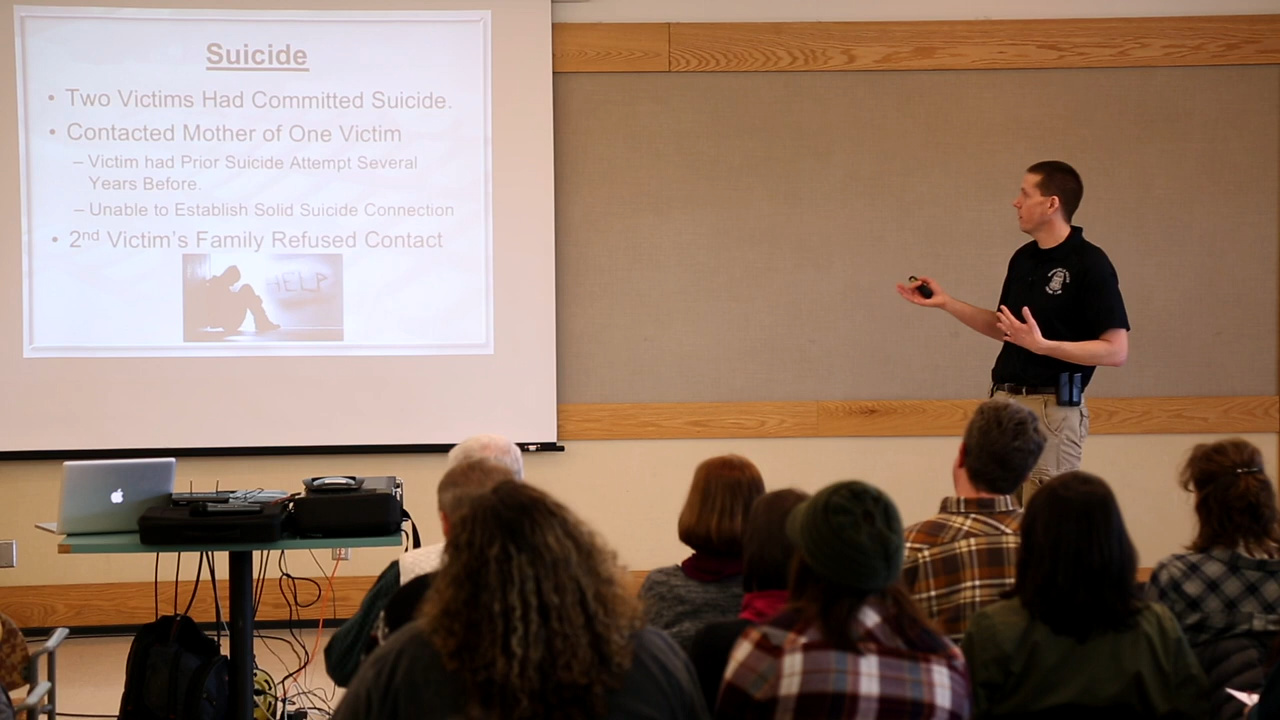 Suicide
• Two Victims Had Committed Suicide.
• Contacted Mother of One Victim
– Victim had Prior Suicide Attempt Several
Years Before.
– Unable to Establish Solid Suicide Connection
• 2nd Victim's Family Refused Contact
HELP